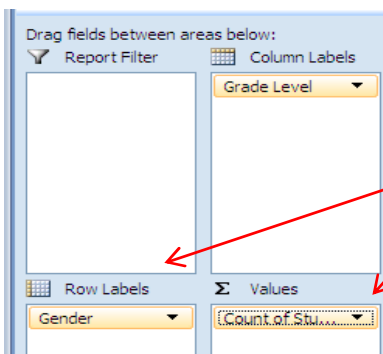 Drag fields between areas below:
Report Filter
Column Labels
Grade Level
Row Labels
Σ Values
Gender
Count of Stu...